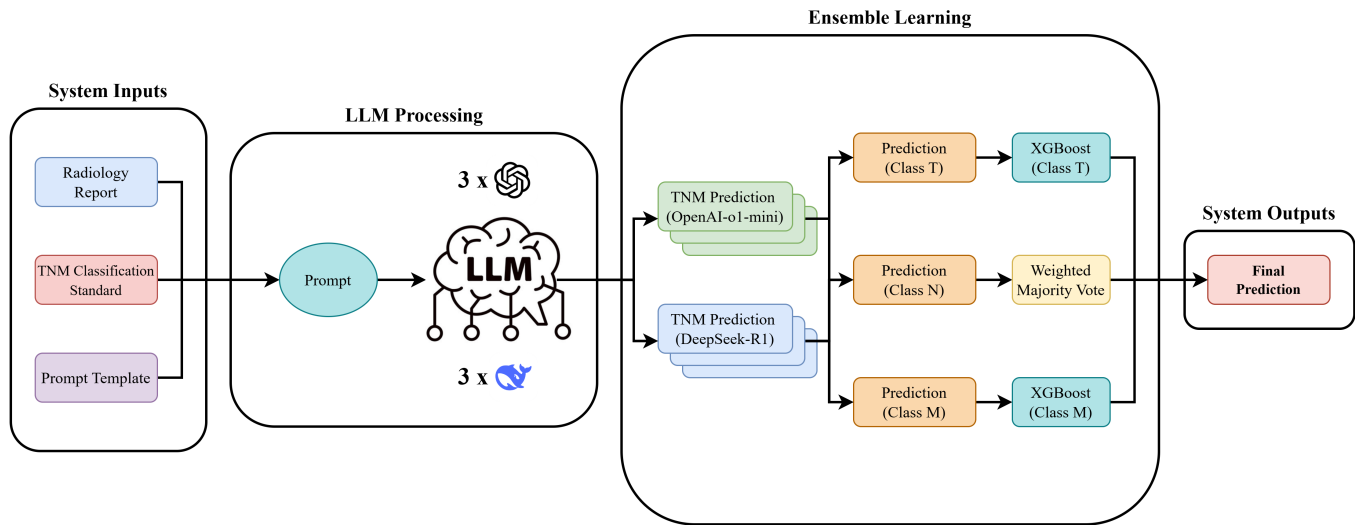 System Inputs
Radiology
Report
TNM Classification
Standard
Prompt Template
LLM Processing
Prompt
3 x
LLM
3 x
Ensemble Learning
TNM Prediction
(OpenAI-o1-mini)
TNM Prediction
(DeepSeek-R1)
Prediction
(Class T)
XGBoost
(Class T)
Prediction
(Class N)
Weighted
Majority Vote
Prediction
(Class M)
XGBoost
(Class M)
System Outputs
Final
Prediction